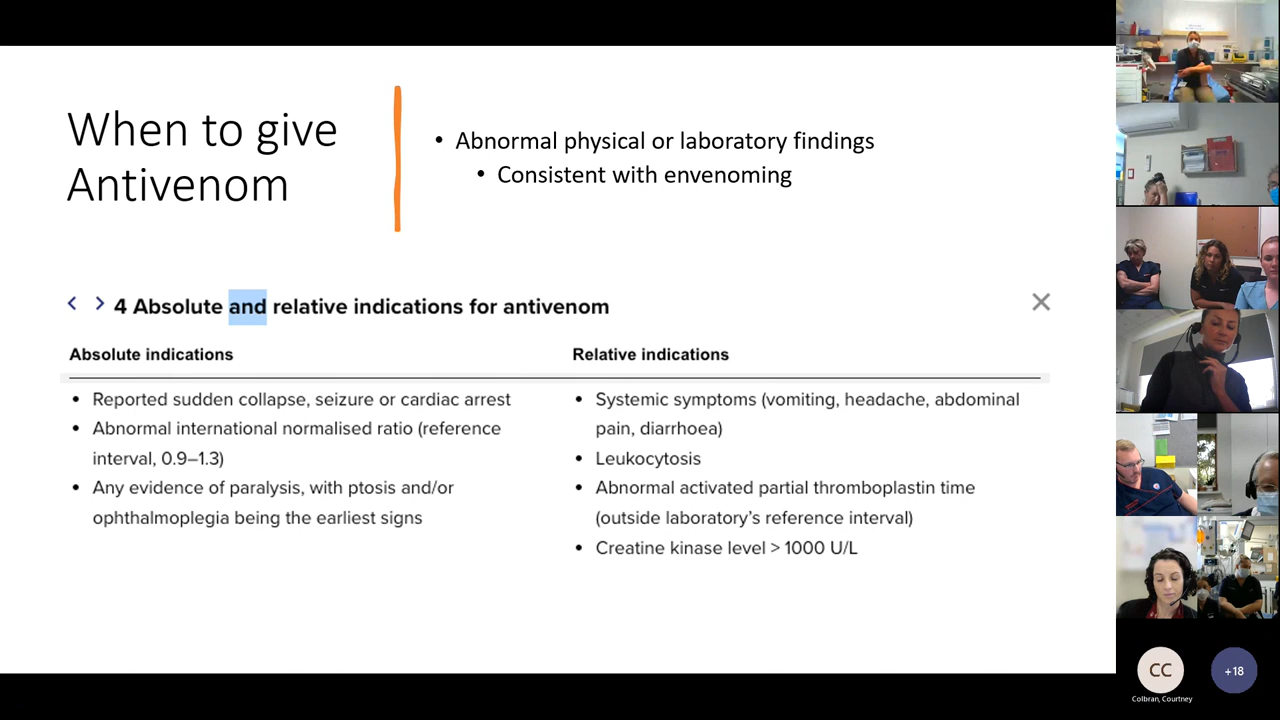 When to give
Antivenom
• Abnormal physical or laboratory findings
• Consistent with envenoming
4 Absolute and relative indications for antivenom
Absolute indications
• Reported sudden collapse, seizure or cardiac arrest
• Abnormal international normalised ratio (reference
interval, 0.9–1.3)
• Any evidence of paralysis, with ptosis and/or
ophthalmoplegia being the earliest signs
Relative indications
• Systemic symptoms (vomiting, headache, abdominal
pain, diarrhoea)
• Leukocytosis
• Abnormal activated partial thromboplastin time
(outside laboratory’s reference interval)
• Creatine kinase level > 1000 U/L
CC
Colbran, Courtney
+18